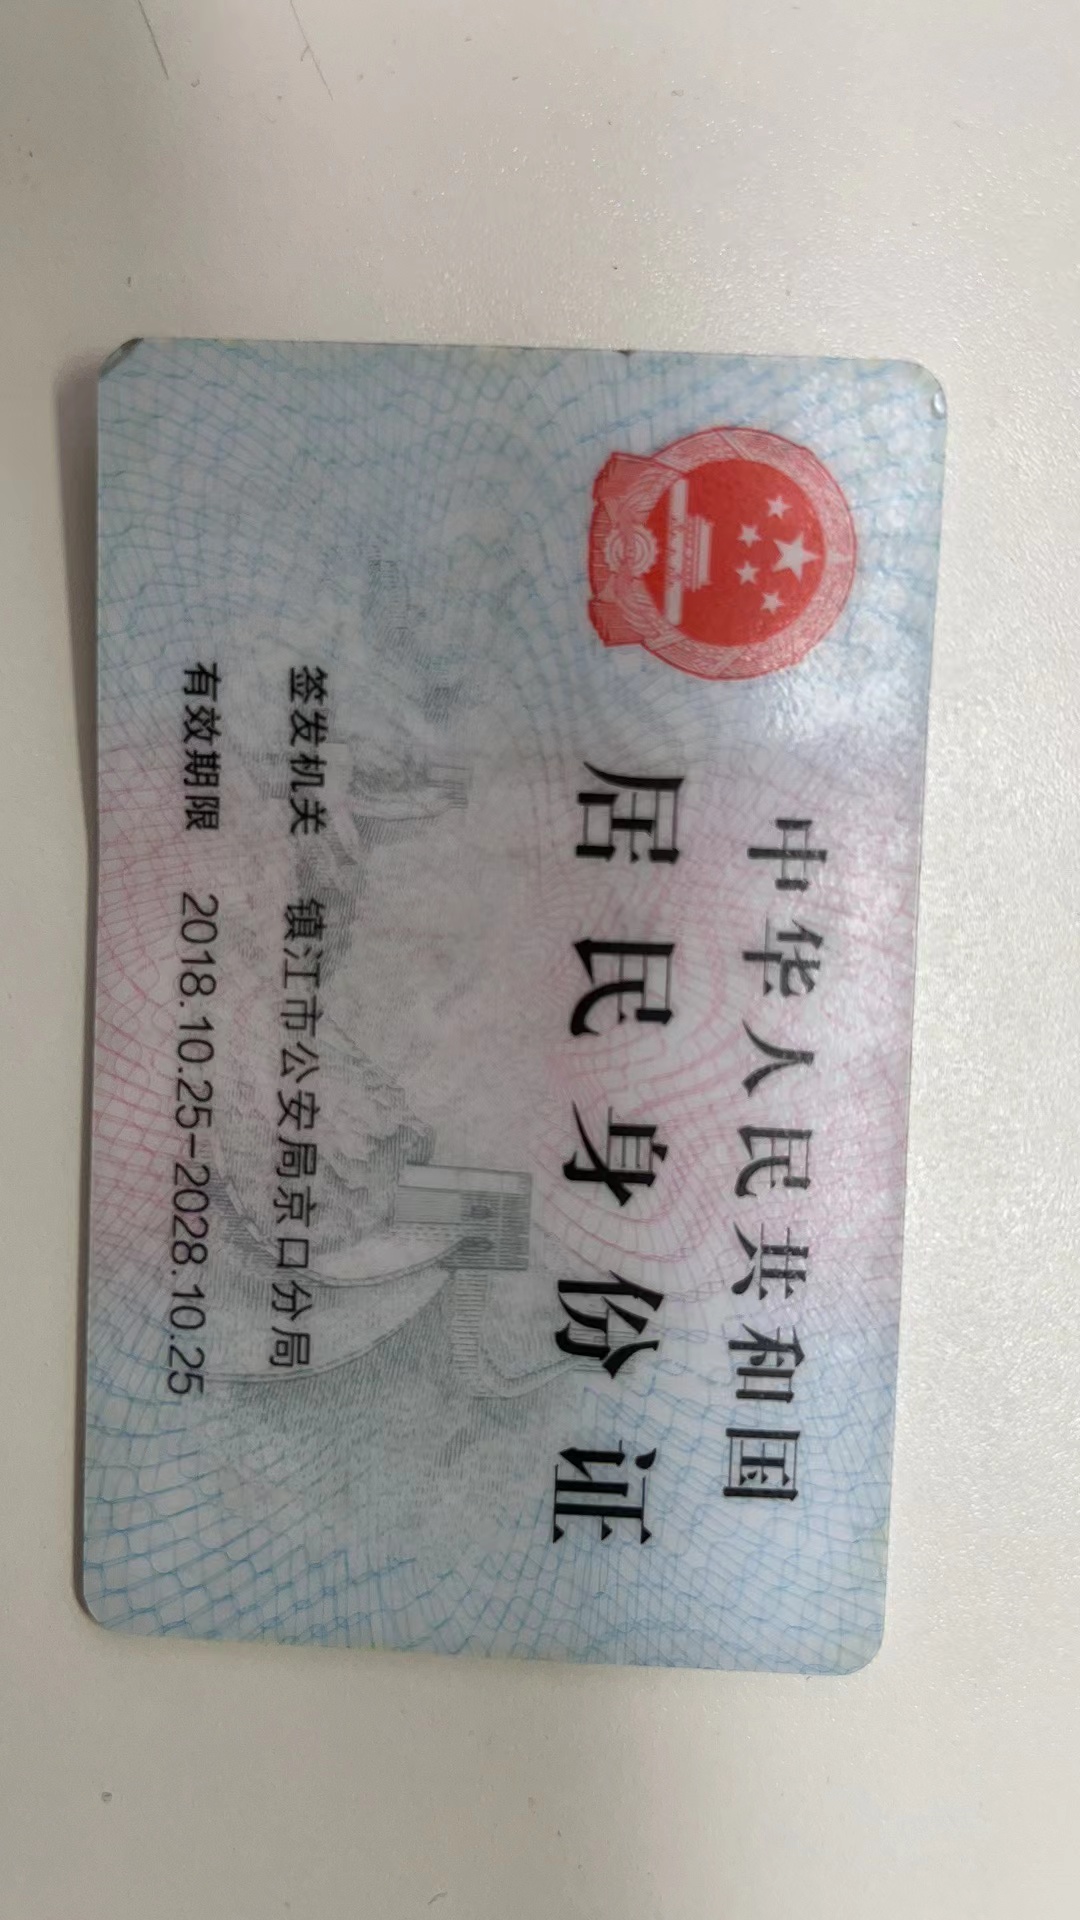 中华人民共和国
居民身份证
签发机关 镇江市公安局京口分局
有效期限 2018.10.25-2028.10.25